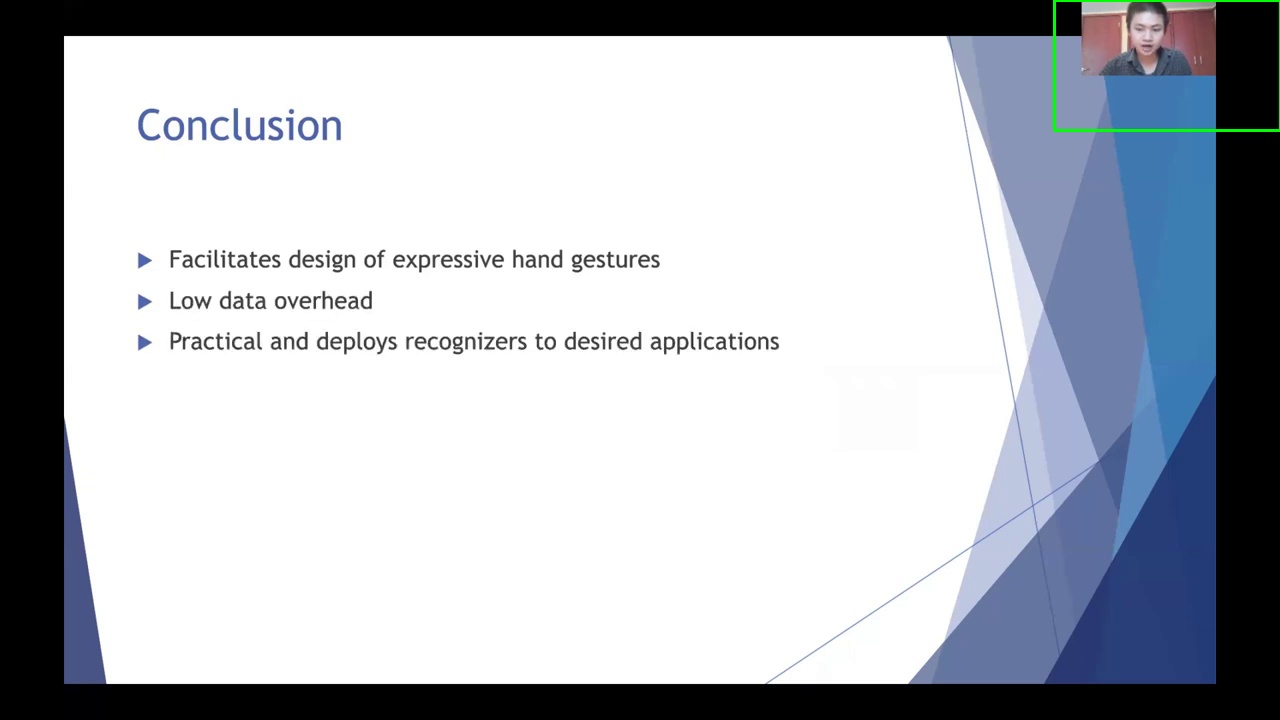 Conclusion
Facilitates design of expressive hand gestures
Low data overhead
Practical and deploys recognizers to desired applications